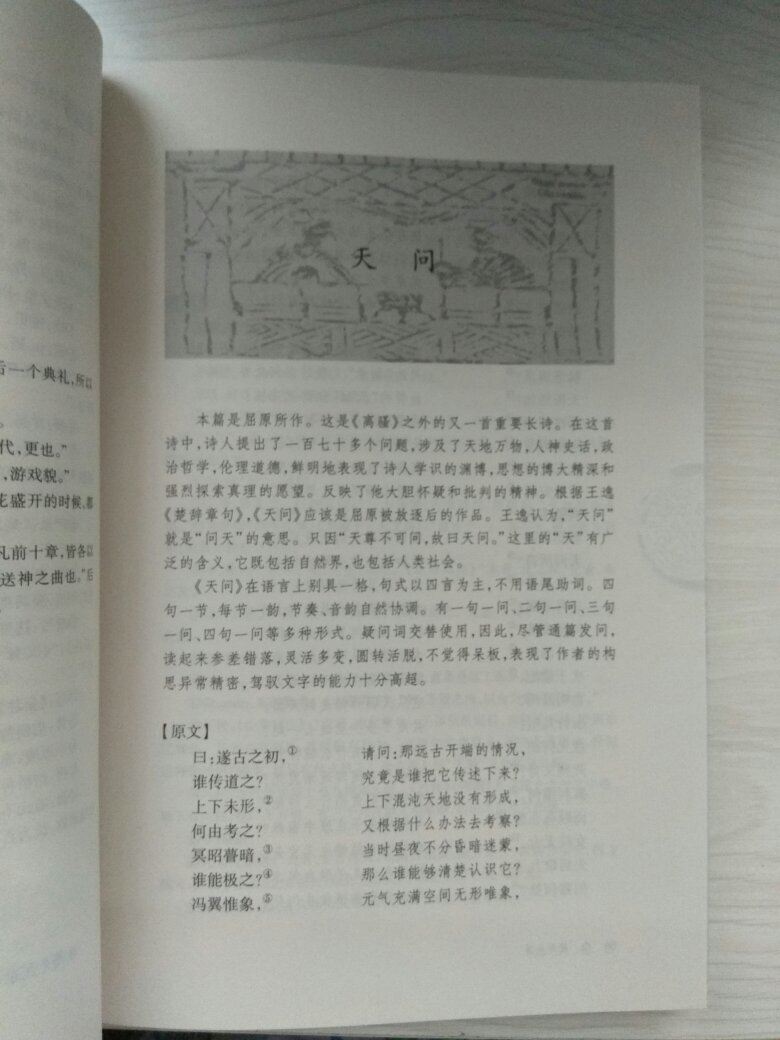 后一个典礼，所以
。
代，更也。”
，游戏貌。”
花盛开的时候，都
凡前十章，皆各以
送神之曲也。”后
天 问
本篇是屈原所作。这是《离骚》之外的又一首重要长诗。在这首
诗中，诗人提出了一百七十多个问题，涉及了天地万物，人神史话，政
治哲学，伦理道德，鲜明地表现了诗人学识的渊博，思想的博大精深和
强烈探索真理的愿望。反映了他大胆怀疑和批判的精神。根据王逸
《楚辞章句》，《天问》应该是屈原被放逐后的作品。王逸认为，“天问”
就是“问天”的意思。只因“天尊不可问，故曰天问。”这里的“天”有广
泛的含义，它既包括自然界，也包括人类社会。
《天问》在语言上别具一格，句式以四言为主，不用语尾助词。四
句一节，每节一韵，节奏、音韵自然协调。有一句一问、二句一问、三句
一问、四句一问等多种形式。疑问词交替使用，因此，尽管通篇发问，
读起来参差错落，灵活多变，圆转活脱，不觉得呆板，表现了作者的构
思异常精密，驾驭文字的能力十分高超。
【原文】
曰：遂古之初，① 请问：那远古开端的情况，
谁传道之？ 究竟是谁把它传述下来？
上下未形，② 上下混沌天地没有形成，
何由考之？ 又根据什么办法去考察？
冥昭瞢暗，③ 当时昼夜不分昏暗迷蒙，
谁能极之？④ 那么谁能够清楚认识它？
冯翼惟象，⑤ 元气充满空间无形唯象，